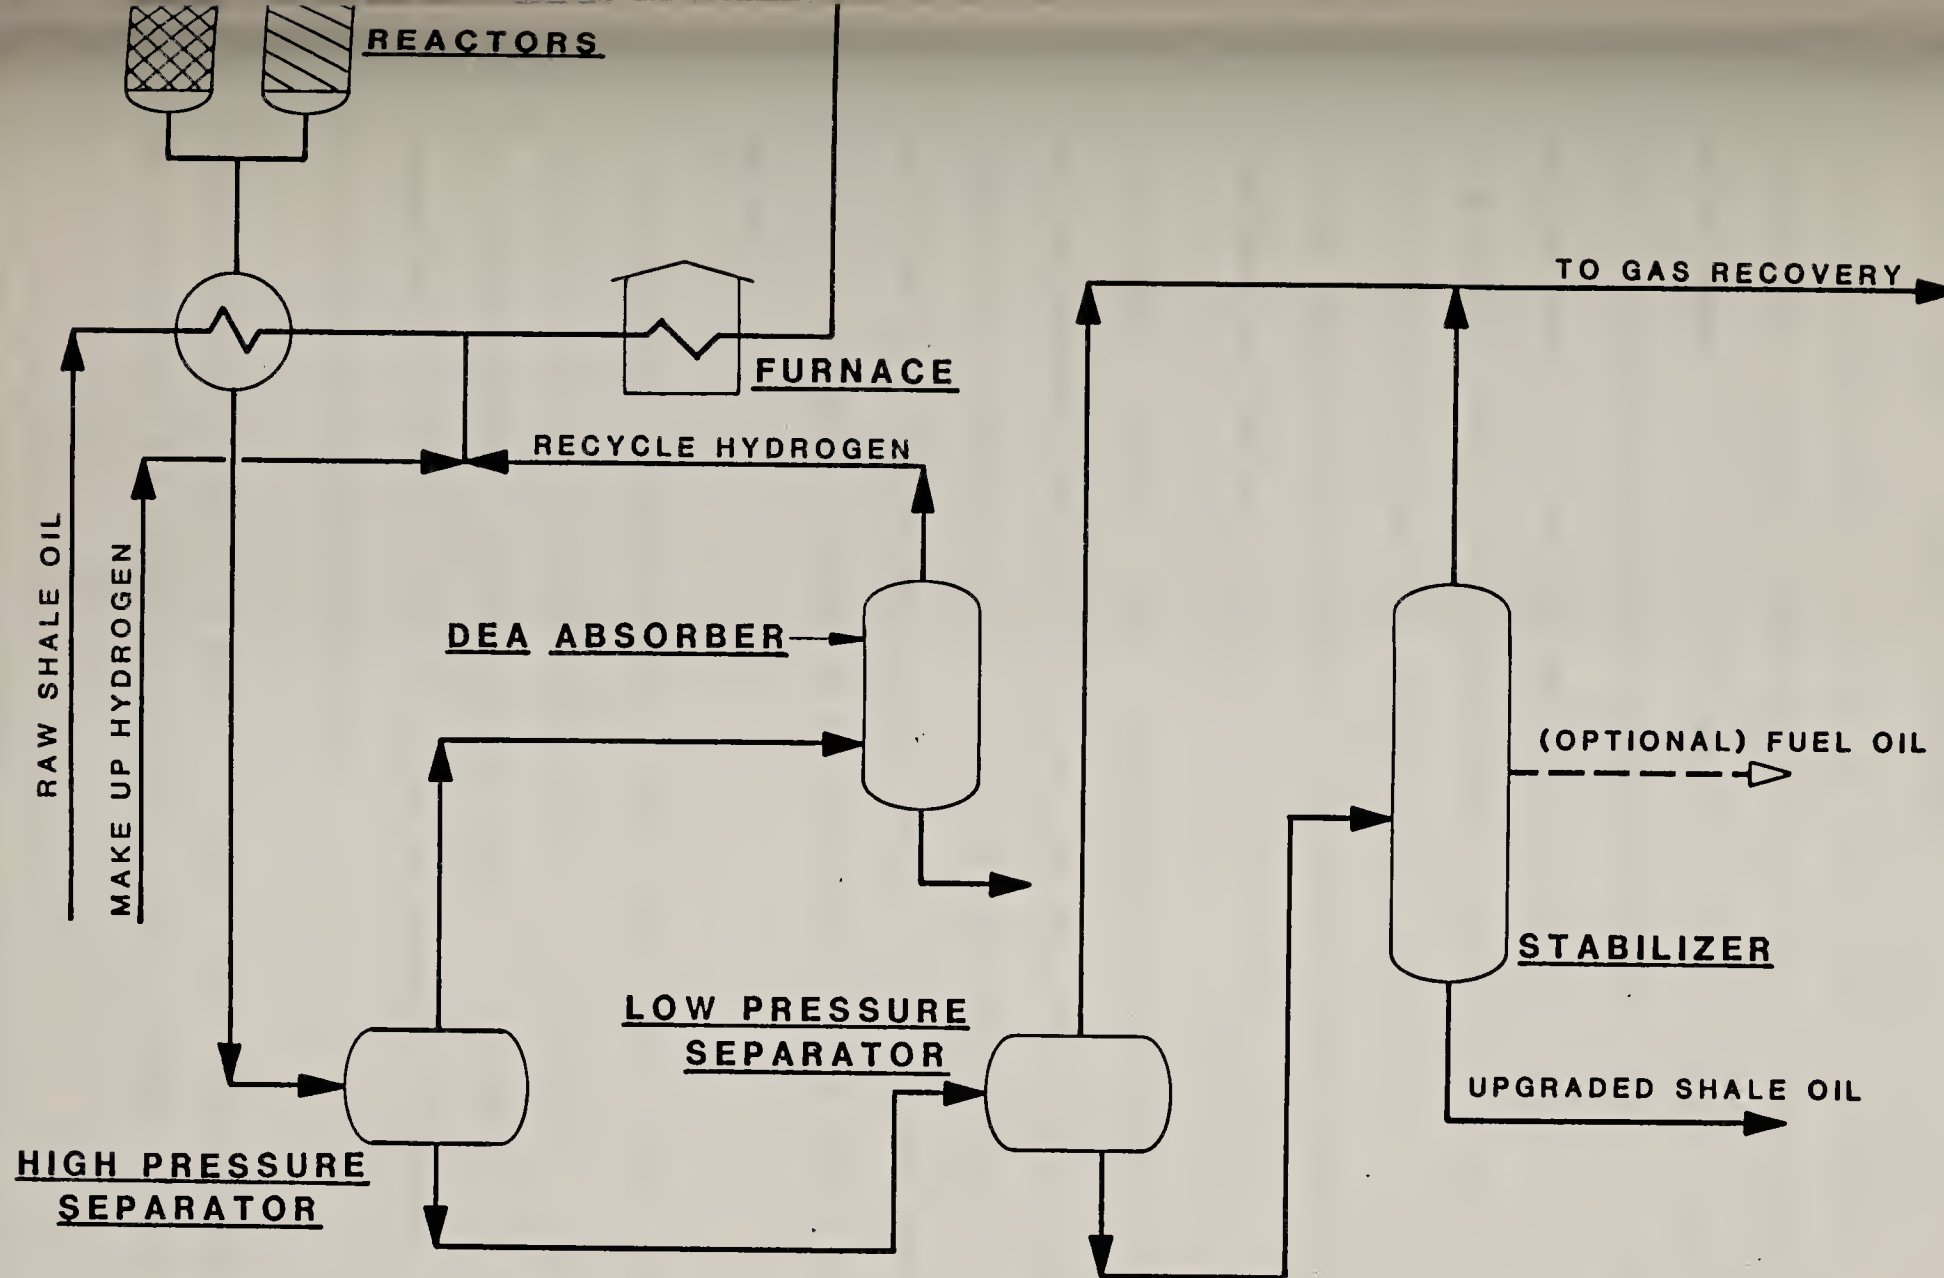 REACTORS
TO GAS RECOVERY
FURNACE
RECYCLE HYDROGEN
RAW SHALE OIL
MAKE UP HYDROGEN
DEA ABSORBER
(OPTIONAL) FUEL OIL
STABILIZER
LOW PRESSURE
SEPARATOR
UPGRADED SHALE OIL
HIGH PRESSURE
SEPARATOR